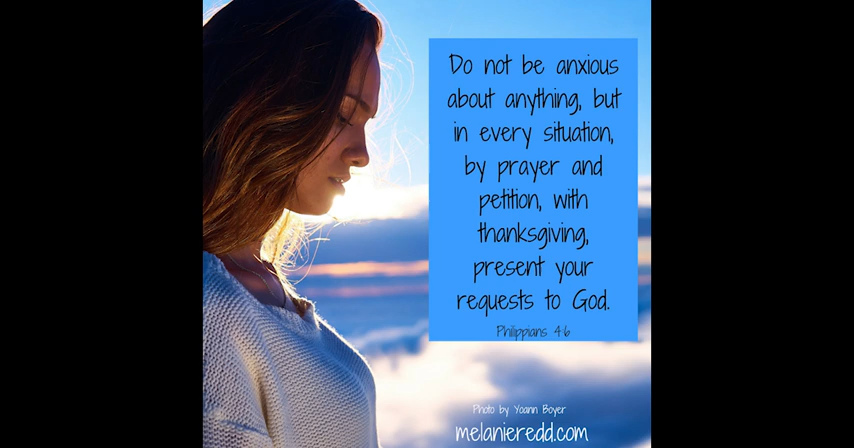 Do not be anxious
about anything, but
in every situation,
by prayer and
petition, with
thanksgiving,
present your
requests to God.
Philippians 4:6
Photo by Yoann Boyer
melanieredd.com